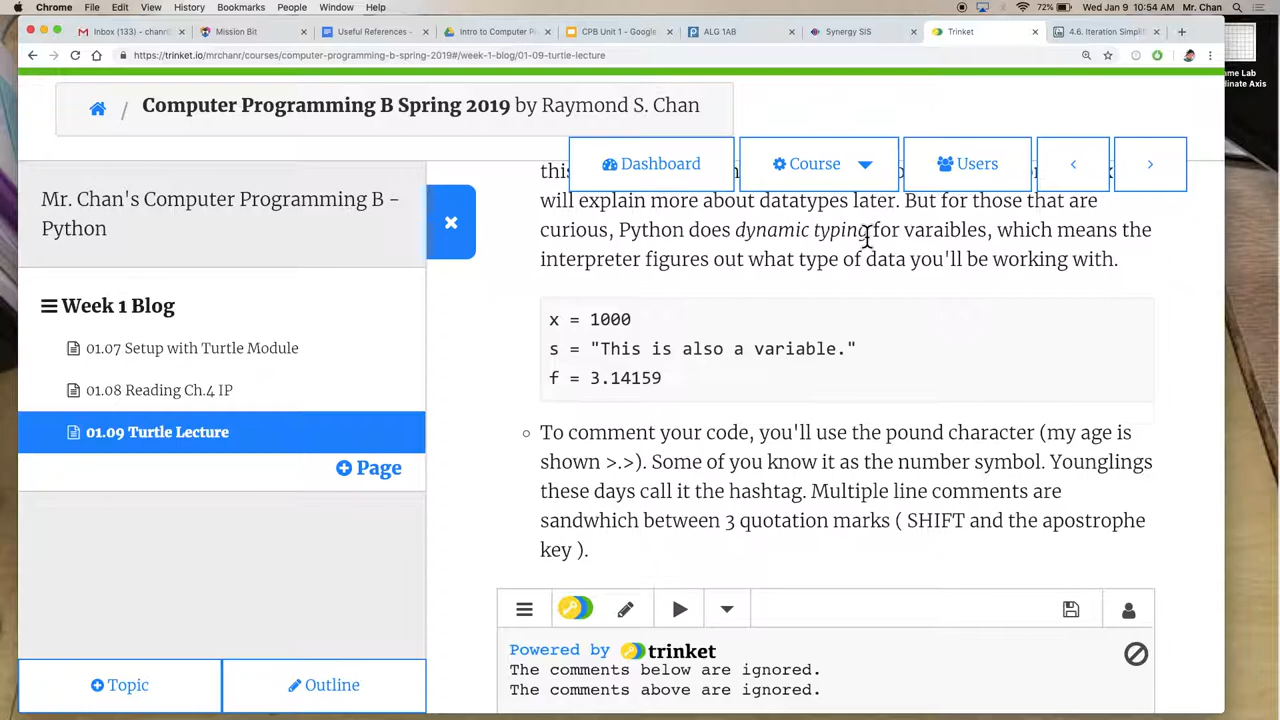 Chrome File Edit View History Bookmarks People Window Help 72% Wed Jan 9 10:54 AM Mr. Chan
Inbox (133) - chanr Mission Bit Useful References - Intro to Computer CPB Unit 1 - Google ALG 1AB Synergy SIS Trinket 4.6. Iteration Simplif
https://trinket.io/mrchanr/courses/computer-programming-b-spring2019#/week-1-blog/01-09-turtle-lecture
Computer Programming B Spring 2019 by Raymond S. Chan
Dashboard Course Users
Mr. Chan's Computer Programming B -
Python
Week 1 Blog
01.07 Setup with Turtle Module
01.08 Reading Ch.4 IP
01.09 Turtle Lecture
Page
Topic Outline
will explain more about datatypes later. But for those that are
curious, Python does dynamic typing for varaibles, which means the
interpreter figures out what type of data you'll be working with.
x = 1000
s = "This is also a variable."
f = 3.14159
To comment your code, you'll use the pound character (my age is
shown >.>). Some of you know it as the number symbol. Younglings
these days call it the hashtag. Multiple line comments are
sandwhich between 3 quotation marks ( SHIFT and the apostrophe
key ).
Powered by trinket
The comments below are ignored.
The comments above are ignored.